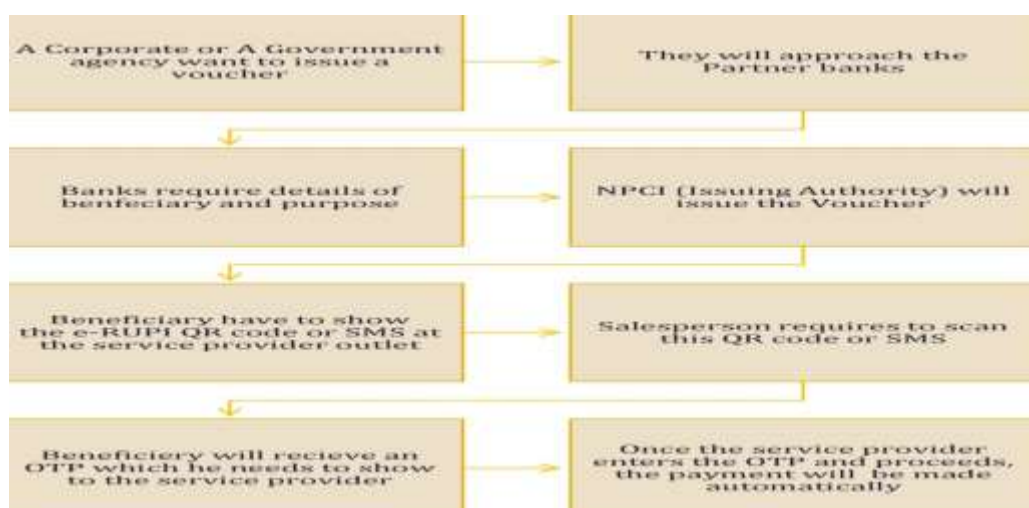 A Corporate or A Government
agency want to issue a
voucher
They will approach the
Partner banks
Banks require details of
benfeciary and purpose
NPCI (Issuing Authority) will
issue the Voucher
Beneficiary have to show
the e-RUPI QR code or SMS at
the service provider outlet
Salesperson requires to scan
this QR code or SMS
Beneficiery will recieve an
OTP which he needs to show
to the service provider
Once the service provider
enters the OTP and proceeds,
the payment will be made
automatically